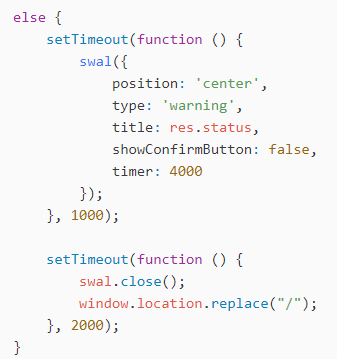 else {
    setTimeout(function () {
        swal({
            position: 'center',
            type: 'warning',
            title: res.status,
            showConfirmButton: false,
            timer: 4000
        });
    }, 1000);

    setTimeout(function () {
        swal.close();
        window.location.replace("/");
    }, 2000);
}